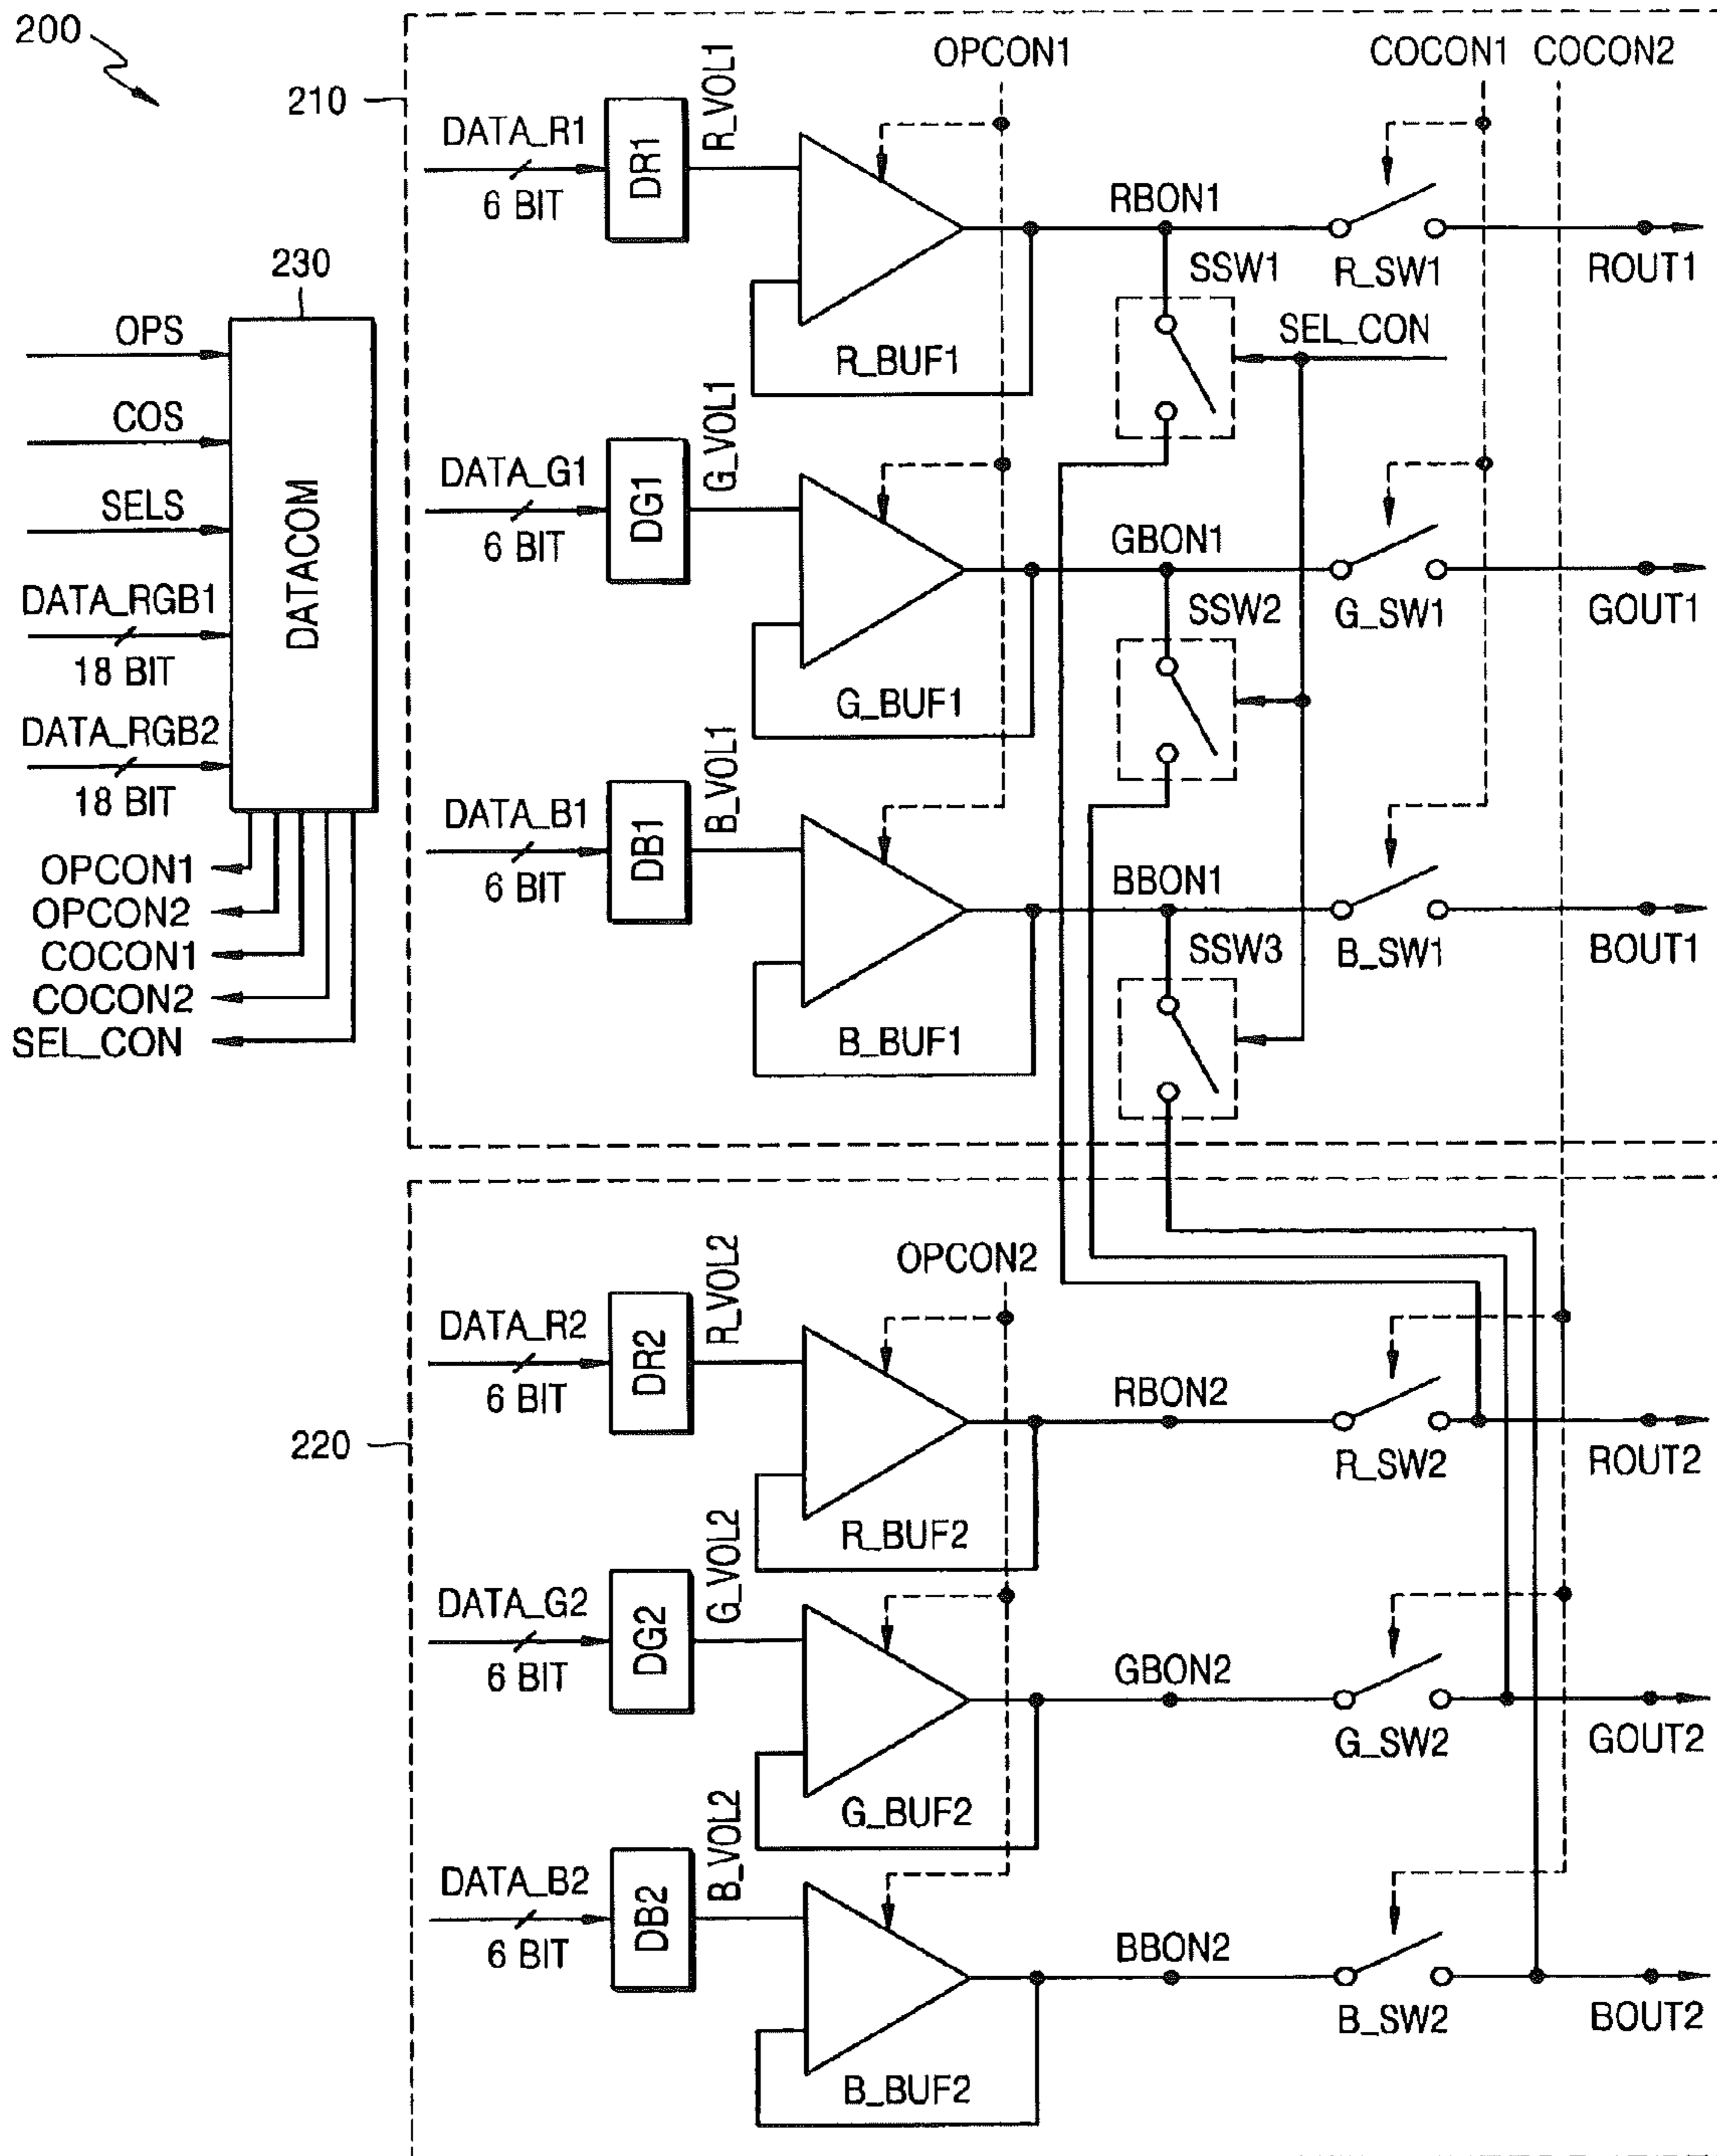 200
210
OPCON1
COCON1 COCON2
DATA_R1
6 BIT
DR1
R_VOL1
R_BUF1
RBON1
SSW1
R_SW1
ROUT1
SEL_CON
230
OPS
COS
SELS
DATA_RGB1
18 BIT
DATA_RGB2
18 BIT
DATACOM
OPCON1
OPCON2
COCON1
COCON2
SEL_CON
DATA_G1
6 BIT
DG1
G_VOL1
G_BUF1
GBON1
SSW2
G_SW1
GOUT1
DATA_B1
6 BIT
DB1
B_VOL1
B_BUF1
BBON1
SSW3
B_SW1
BOUT1
220
OPCON2
DATA_R2
6 BIT
DR2
R_VOL2
R_BUF2
RBON2
R_SW2
ROUT2
DATA_G2
6 BIT
DG2
G_VOL2
G_BUF2
GBON2
G_SW2
GOUT2
DATA_B2
6 BIT
DB2
B_VOL2
B_BUF2
BBON2
B_SW2
BOUT2